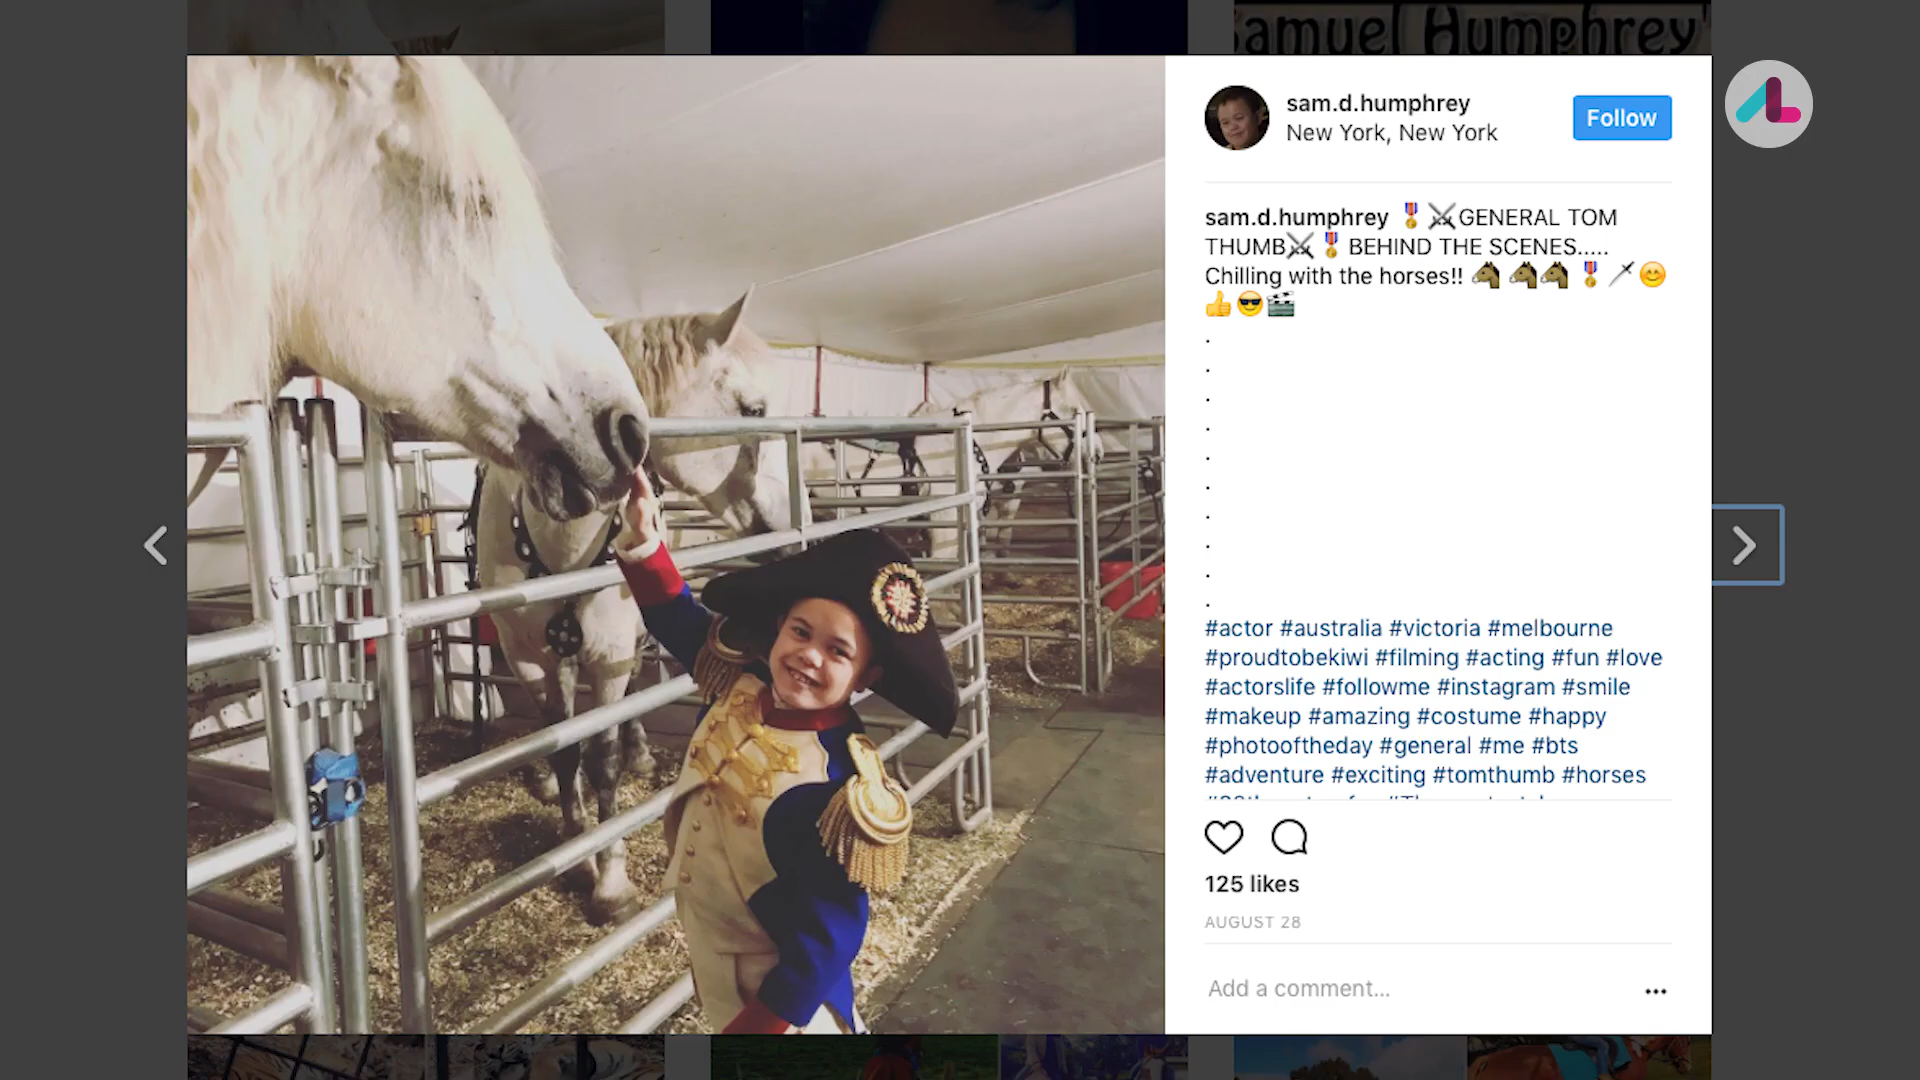 Samuel Humphrey
sam.d.humphrey
New York, New York
Follow
sam.d.humphrey 🎖️⚔️GENERAL TOM
THUMB⚔️🎖️ BEHIND THE SCENES.....
Chilling with the horses!! 🐴🐴🐴🎖️🗡️😊
👍😎🎬
.
.
.
.
.
.
.
.
.
.
#actor #australia #victoria #melbourne
#proudtobekiwi #filming #acting #fun #love
#actorslife #followme #instagram #smile
#makeup #amazing #costume #happy
#photooftheday #general #me #bts
#adventure #exciting #tomthumb #horses
125 likes
AUGUST 28
Add a comment...